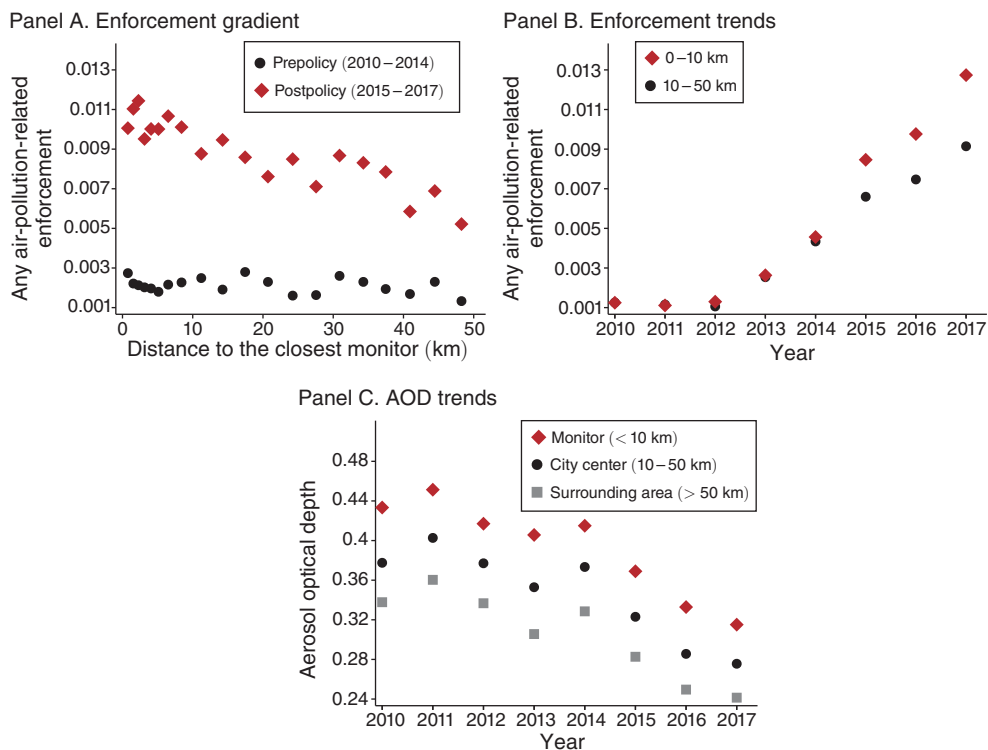 Panel A. Enforcement gradient
Any air-pollution-related
enforcement
0.013
0.011
0.009
0.007
0.005
0.003
0.001
Prepolicy (2010–2014)
Postpolicy (2015–2017)
0 10 20 30 40 50
Distance to the closest monitor (km)
Panel B. Enforcement trends
Any air-pollution-related
enforcement
0.013
0.011
0.009
0.007
0.005
0.003
0.001
0–10 km
10–50 km
2010 2011 2012 2013 2014 2015 2016 2017
Year
Panel C. AOD trends
Aerosol optical depth
0.48
0.44
0.4
0.36
0.32
0.28
0.24
Monitor (< 10 km)
City center (10–50 km)
Surrounding area (> 50 km)
2010 2011 2012 2013 2014 2015 2016 2017
Year